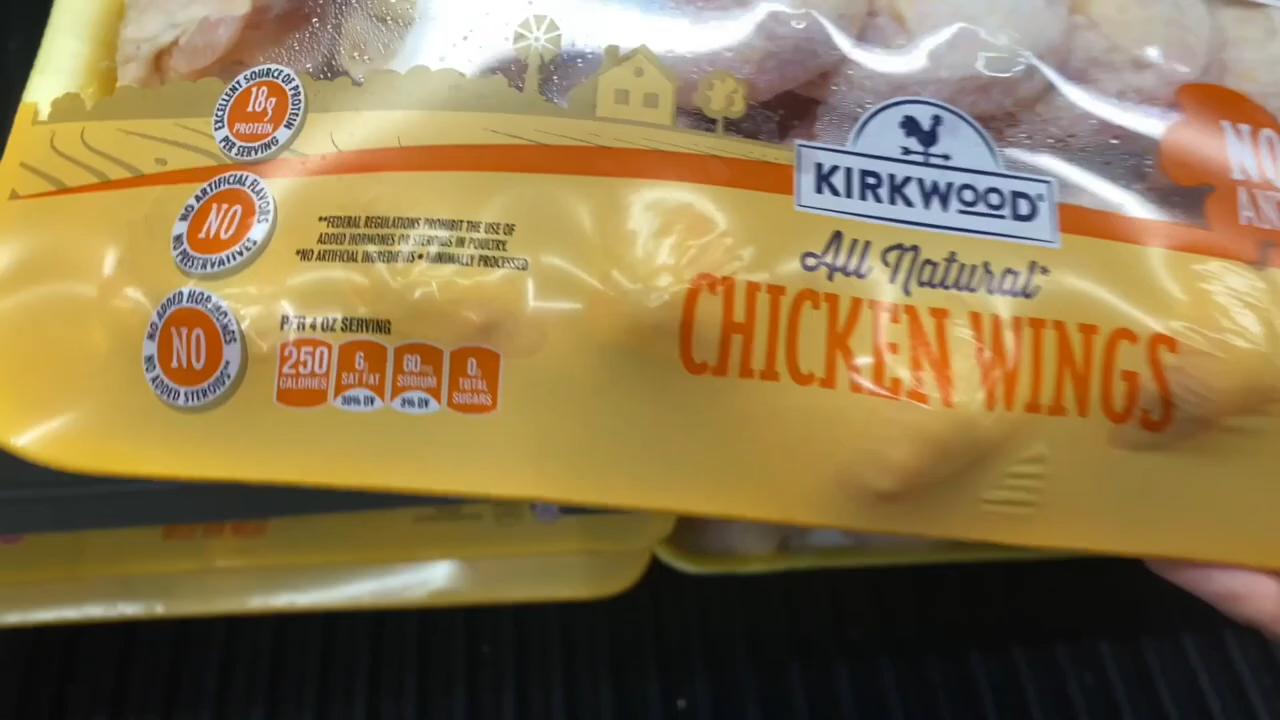 EXCELLENT SOURCE OF PROTEIN
18g
PROTEIN
PER SERVING
NO ARTIFICIAL FLAVORS
NO
NO PRESERVATIVES
**FEDERAL REGULATIONS PROHIBIT THE USE OF
ADDED HORMONES OR STEROIDS IN POULTRY.
*NO ARTIFICIAL INGREDIENTS • MINIMALLY PROCESSED
NO ADDED HORMONES
NO
NO ADDED STEROIDS**
PER 4 OZ SERVING
250
CALORIES
6g
SAT FAT
30% DV
60mg
SODIUM
3% DV
0g
TOTAL
SUGARS
KIRKWOOD®
All Natural*
CHICKEN WINGS
NO